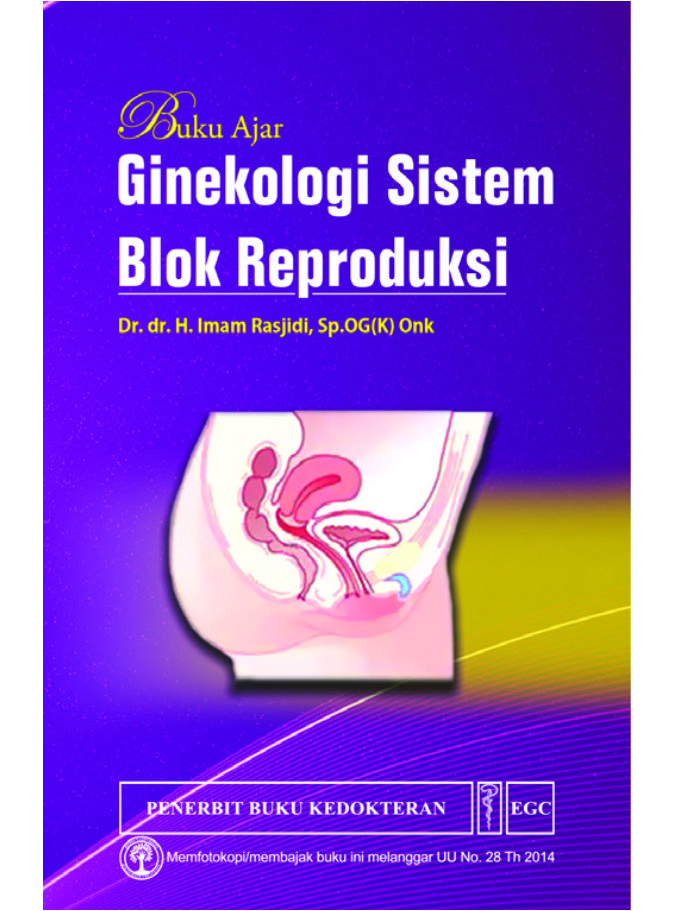 Buku Ajar
Ginekologi Sistem
Blok Reproduksi
Dr. dr. H. Imam Rasjidi, Sp.OG(K) Onk
PENERBIT BUKU KEDOKTERAN EGC
Memfotokopi/membajak buku ini melanggar UU No. 28 Th 2014